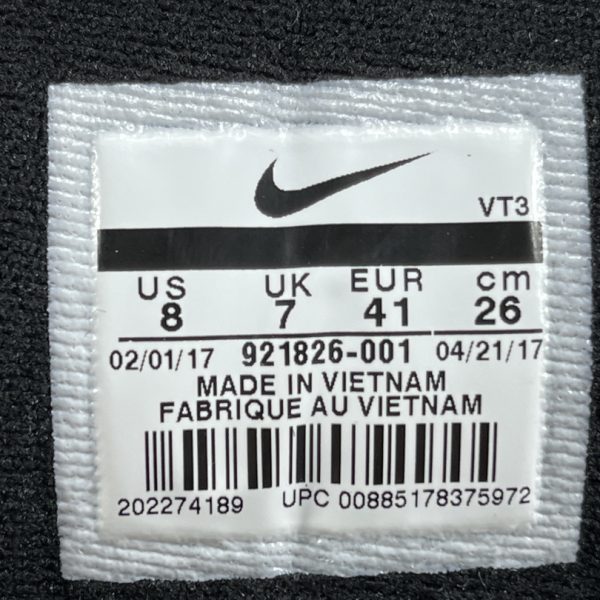 VT3
US UK EUR cm
8 7 41 26
02/01/17 921826-001 04/21/17
MADE IN VIETNAM
FABRIQUE AU VIETNAM
202274189 UPC 00885178375972